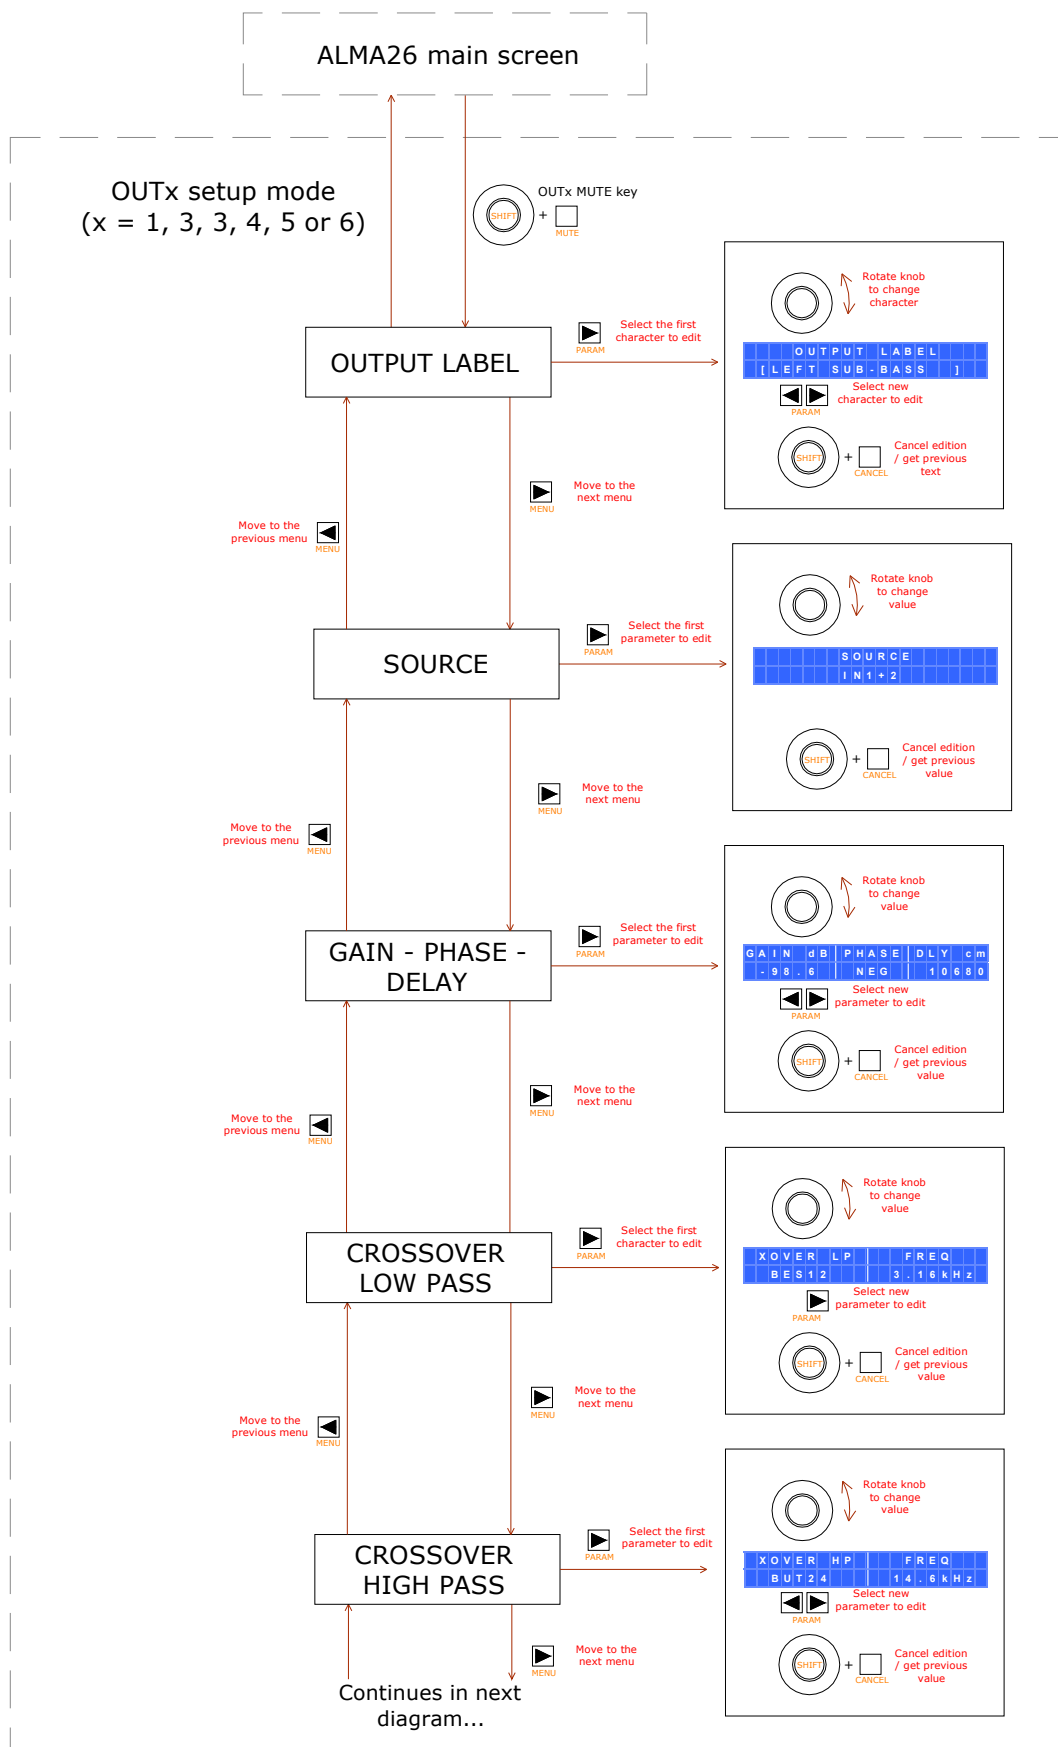 ALMA26 main screen
OUTx setup mode
(x = 1, 3, 3, 4, 5 or 6)
OUTx MUTE key
SHIFT
+
MUTE
OUTPUT LABEL
Select the first
character to edit
PARAM
Rotate knob
to change
character
OUTPUT LABEL
[LEFT SUB-BASS ]
Select new
character to edit
PARAM
SHIFT
+
CANCEL
Cancel edition
/ get previous
text
Move to the
previous menu
MENU
Move to the
next menu
MENU
SOURCE
Select the first
parameter to edit
PARAM
Rotate knob
to change
value
SOURCE
IN1+2
SHIFT
+
CANCEL
Cancel edition
/ get previous
value
Move to the
previous menu
MENU
Move to the
next menu
MENU
GAIN - PHASE -
DELAY
Select the first
parameter to edit
PARAM
Rotate knob
to change
value
GAIN dB PHASE DLY cm
-98.6 NEG 10680
Select new
parameter to edit
PARAM
SHIFT
+
CANCEL
Cancel edition
/ get previous
value
Move to the
previous menu
MENU
Move to the
next menu
MENU
CROSSOVER
LOW PASS
Select the first
character to edit
PARAM
Rotate knob
to change
value
XOVER LP FREQ
BES12 3.16kHz
Select new
parameter to edit
PARAM
SHIFT
+
CANCEL
Cancel edition
/ get previous
value
Move to the
previous menu
MENU
Move to the
next menu
MENU
CROSSOVER
HIGH PASS
Select the first
parameter to edit
PARAM
Rotate knob
to change
value
XOVER HP FREQ
BUT24 14.6kHz
Select new
parameter to edit
PARAM
SHIFT
+
CANCEL
Cancel edition
/ get previous
value
Move to the
next menu
MENU
Continues in next
diagram...